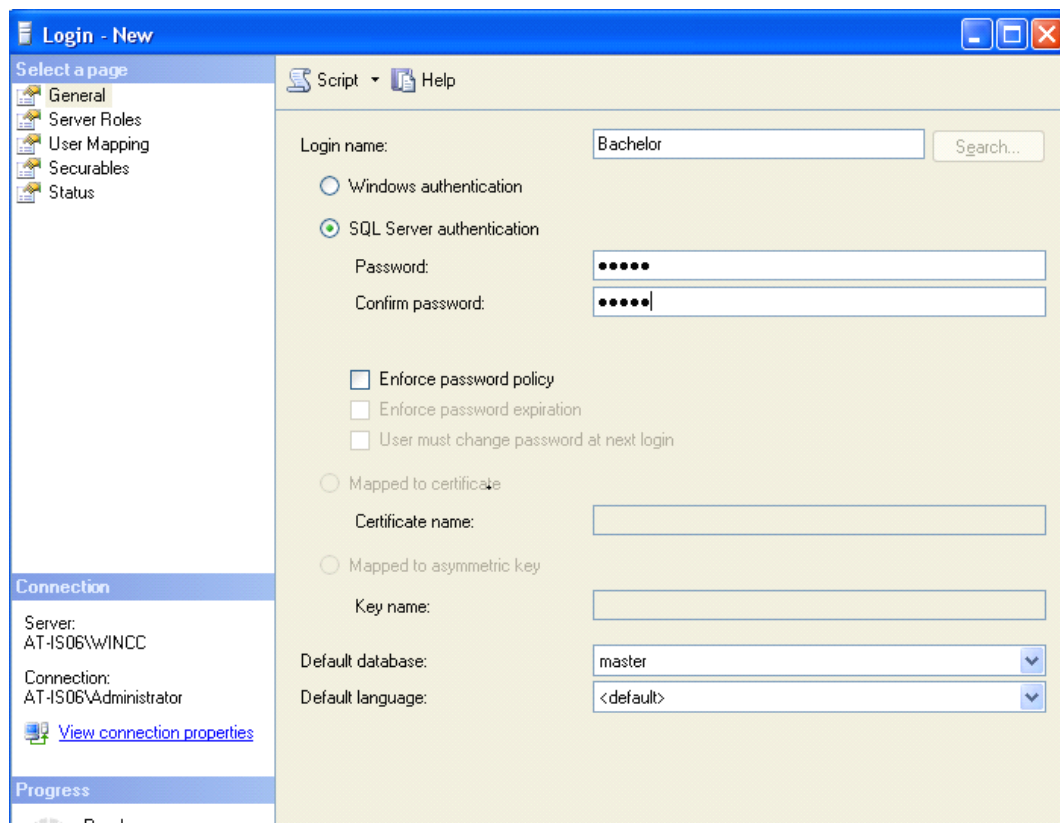 Login - New
Select a page
General
Server Roles
User Mapping
Securables
Status
Script
Help
Login name:
Bachelor
Search...
Windows authentication
SQL Server authentication
Password:
●●●●●
Confirm password:
●●●●●
Enforce password policy
Enforce password expiration
User must change password at next login
Mapped to certificate
Certificate name:
Mapped to asymmetric key
Key name:
Default database:
master
Default language:
<default>
Connection
Server:
AT-IS06\WINCC
Connection:
AT-IS06\Administrator
View connection properties
Progress